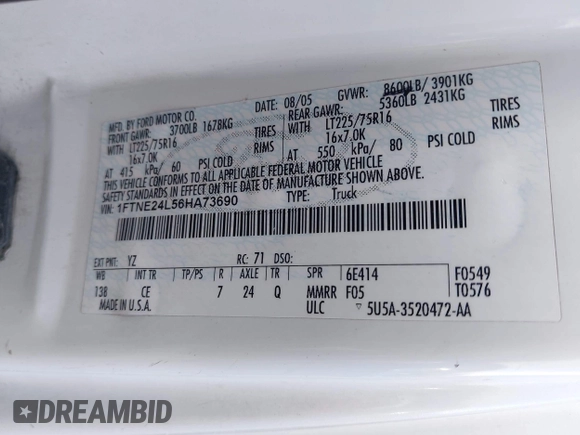 MFD. BY FORD MOTOR CO.
DATE: 08/05 GVWR: 8600LB/ 3901KG
FRONT GAWR: 3700LB 1678KG
REAR GAWR: 5360LB 2431KG
WITH LT225/75R16 TIRES
WITH LT225/75R16 TIRES
16x7.0K RIMS
16x7.0K RIMS
AT 415 kPa/ 60 PSI COLD
AT 550 kPa/ 80 PSI COLD
THIS VEHICLE CONFORMS TO ALL APPLICABLE FEDERAL MOTOR VEHICLE
SAFETY STANDARDS IN EFFECT ON THE DATE OF MANUFACTURE SHOWN ABOVE.
VIN: 1FTNE24L56HA73690
TYPE: Truck
EXT PNT: YZ RC: 71 DSO:
WB INT TR TP/PS R AXLE TR SPR 6E414 F0549
138 CE 7 24 Q MMRR F05 T0576
MADE IN U.S.A. ULC 5U5A-3520472-AA
DREAMBID